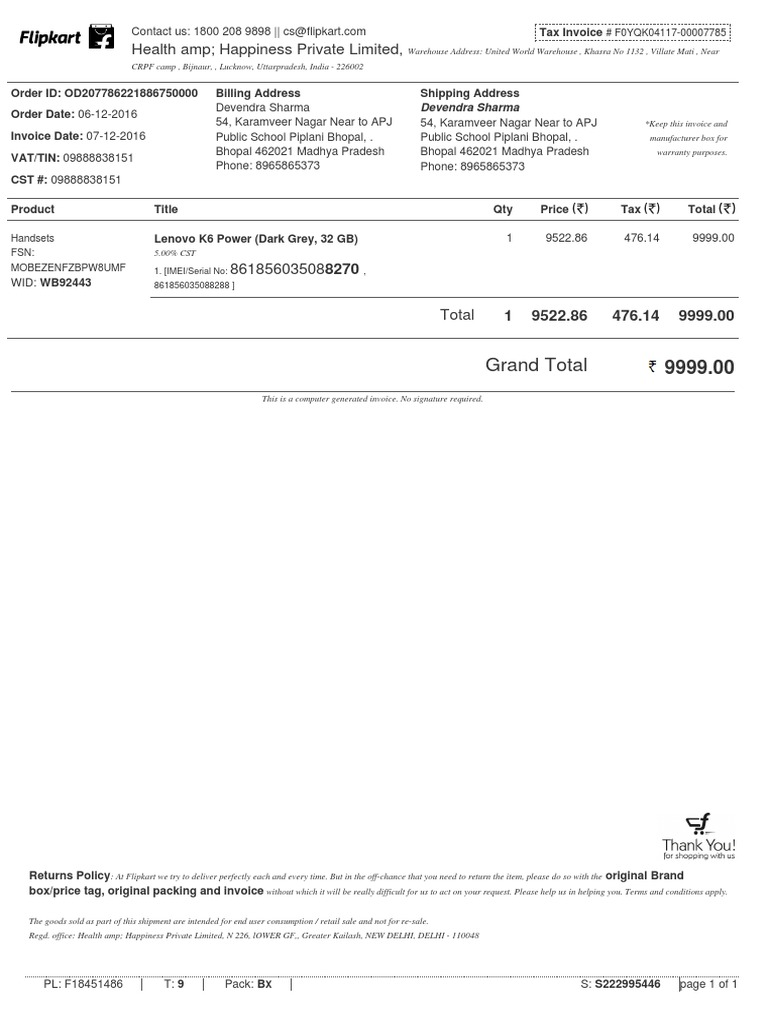 Flipkart
Contact us: 1800 208 9898 || cs@flipkart.com
Tax Invoice # F0YQK04117-00007785
Health amp; Happiness Private Limited, Warehouse Address: United World Warehouse , Khasra No 1132 , Villate Mati , Near
CRPF camp , Bijnaur, , Lucknow, Uttarpradesh, India - 226002
Order ID: OD207786221886750000
Order Date: 06-12-2016
Invoice Date: 07-12-2016
VAT/TIN: 09888838151
CST #: 09888838151
Billing Address
Devendra Sharma
54, Karamveer Nagar Near to APJ
Public School Piplani Bhopal, .
Bhopal 462021 Madhya Pradesh
Phone: 8965865373
Shipping Address
Devendra Sharma
54, Karamveer Nagar Near to APJ
Public School Piplani Bhopal, .
Bhopal 462021 Madhya Pradesh
Phone: 8965865373
*Keep this invoice and
manufacturer box for
warranty purposes.
Product Title Qty Price (₹) Tax (₹) Total (₹)
Handsets
FSN:
MOBEZENFZBPW8UMF
WID: WB92443
Lenovo K6 Power (Dark Grey, 32 GB) 1 9522.86 476.14 9999.00
5.00% CST
1. [IMEI/Serial No: 861856035088270 ,
861856035088288 ]
Total 1 9522.86 476.14 9999.00
Grand Total ₹ 9999.00
This is a computer generated invoice. No signature required.
Thank You!
for shopping with us
Returns Policy: At Flipkart we try to deliver perfectly each and every time. But in the off-chance that you need to return the item, please do so with the original Brand
box/price tag, original packing and invoice without which it will be really difficult for us to act on your request. Please help us in helping you. Terms and conditions apply.
The goods sold as part of this shipment are intended for end user consumption / retail sale and not for re-sale.
Regd. office: Health amp; Happiness Private Limited, N 226, lOWER GF,, Greater Kailash, NEW DELHI, DELHI - 110048
PL: F18451486 | T: 9 | Pack: Bx | S: S222995446 |page 1 of 1